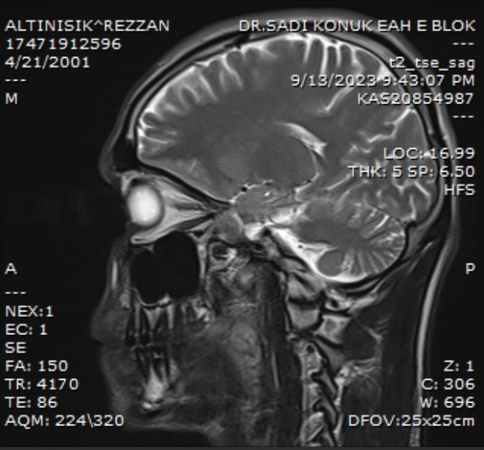 ALTINISIK^REZZAN
17471912596
4/21/2001
---
M
DR.SADI KONUK EAH E BLOK
---
t2_tse_sag
9/13/2023 9:43:07 PM
KAS20854987
---
LOC: 16,99
THK: 5 SP: 6,50
HFS
A
P
---
NEX:1
EC: 1
SE
FA: 150
TR: 4170
TE: 86
AQM: 224\320
Z: 1
C: 306
W: 696
DFOV:25x25cm